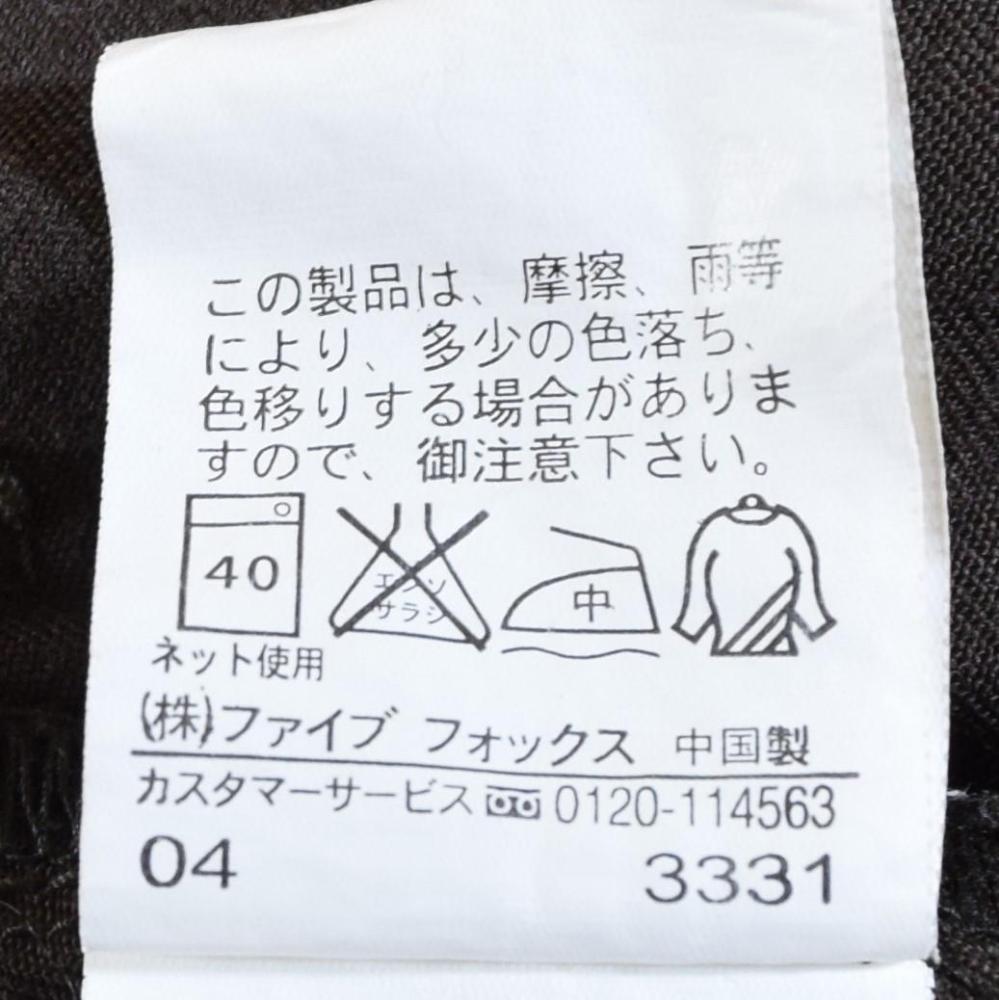 この製品は、摩擦、雨等
により、多少の色落ち、
色移りする場合がありま
すので、御注意下さい。
40
エンソ
サラシ
中
ネット使用
(株)ファイブ フォックス 中国製
カスタマーサービス 0120-114563
04 3331